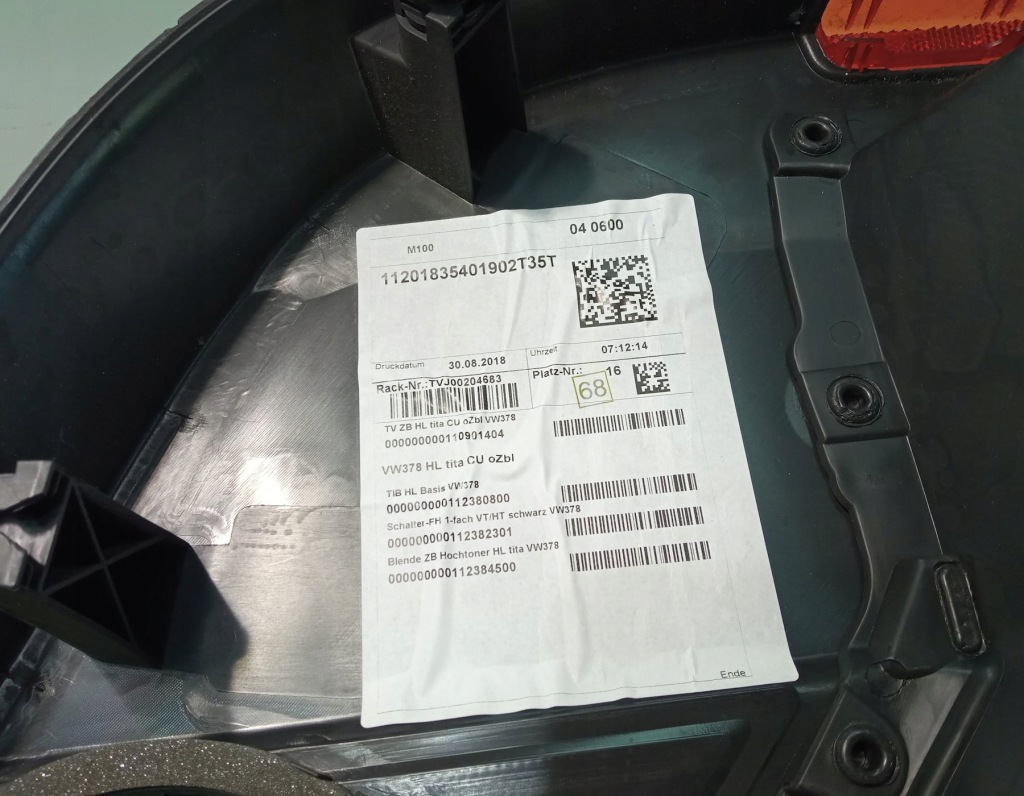 M100
04 0600
11201835401902T35T
Druckdatum 30.08.2018 Uhrzeit 07:12:14
Rack-Nr.:TVJ00204683 Platz-Nr.: 16
68
TV ZB HL tita CU oZbl VW378
000000000110901404
VW378 HL tita CU oZbl
TIB HL Basis VW378
000000000112380800
Schalter-FH 1-fach VT/HT schwarz VW378
000000000112382301
Blende ZB Hochtoner HL tita VW378
000000000112384500
Ende